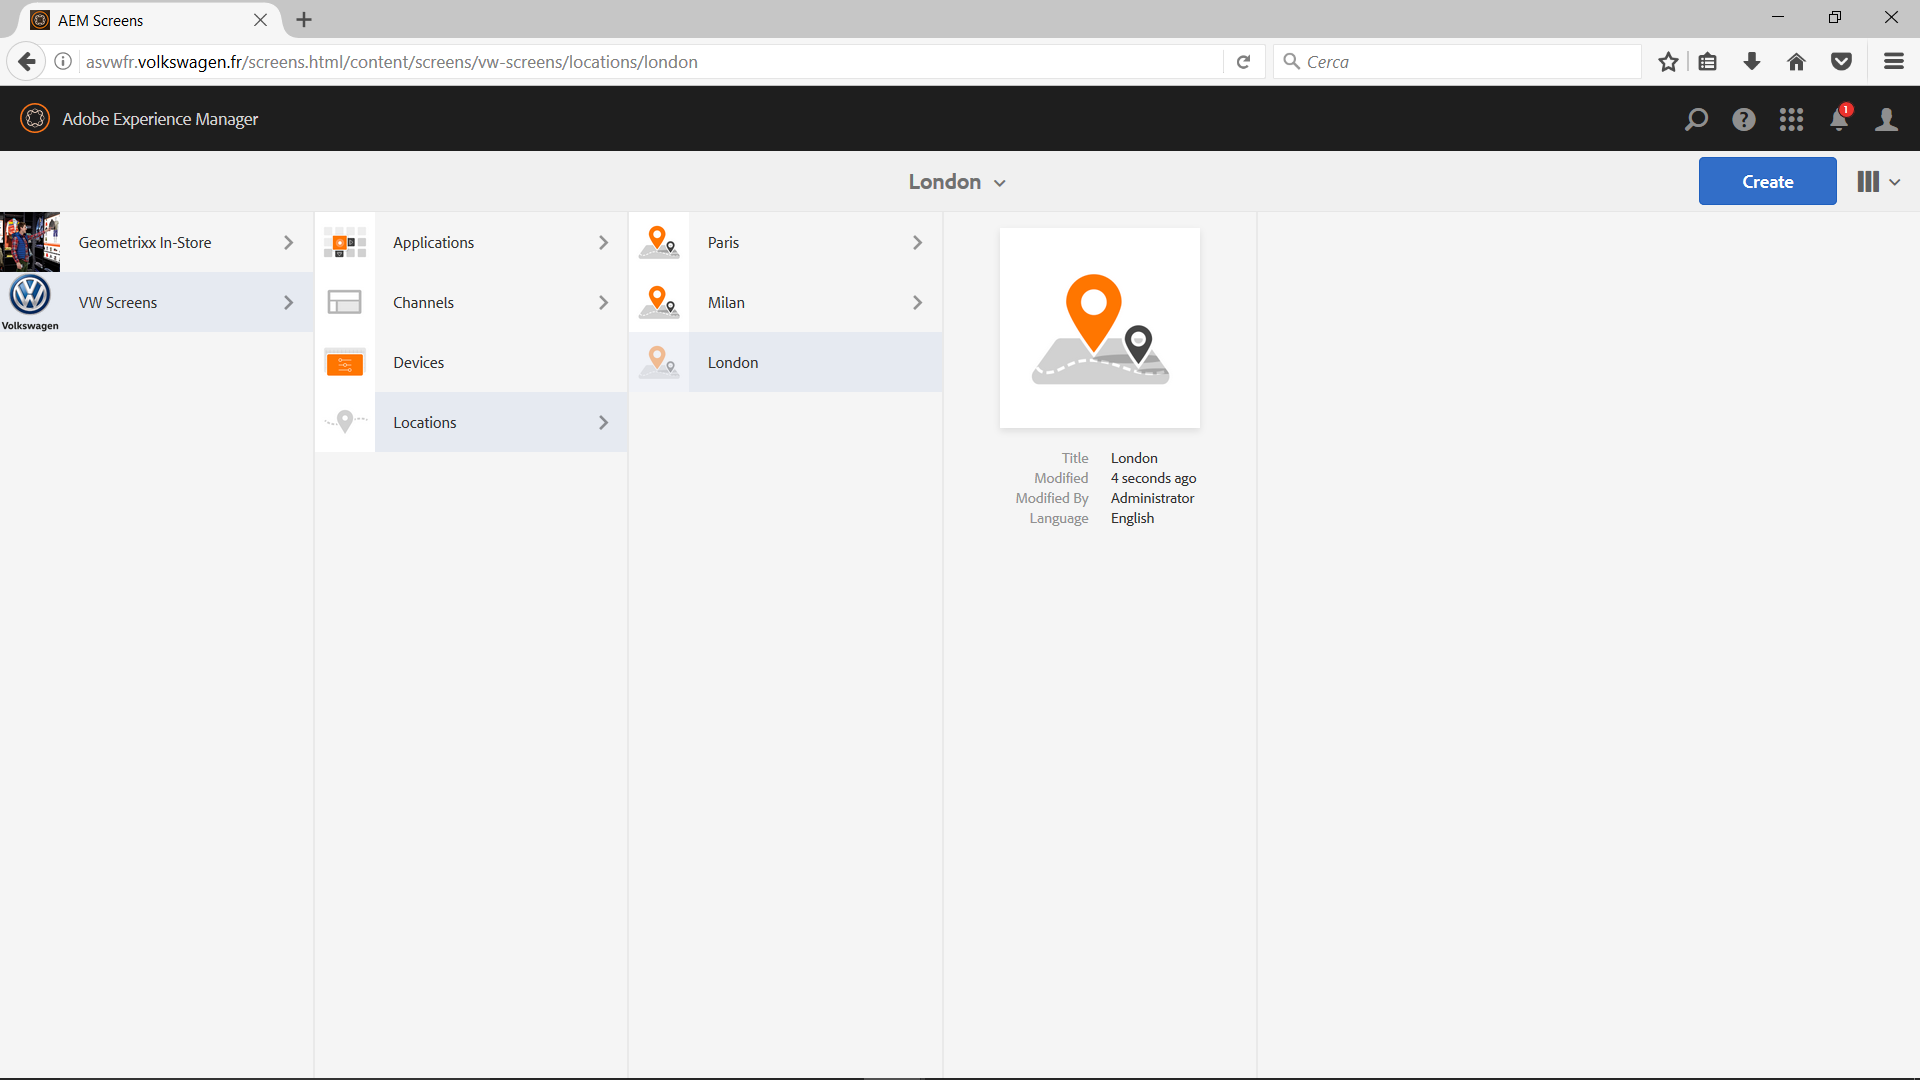 AEM Screens
asvwfr.volkswagen.fr/screens.html/content/screens/vw-screens/locations/london
Cerca
Adobe Experience Manager
1
London
Create
Geometrixx In-Store
VW Screens
Volkswagen
Applications
Channels
Devices
Locations
Paris
Milan
London
Title London
Modified 4 seconds ago
Modified By Administrator
Language English